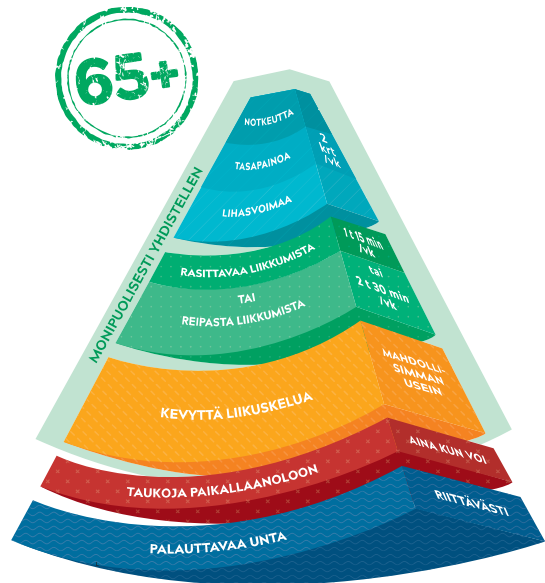 65+
MONIPUOLISESTI YHDISTELLEN
NOTKEUTTA
TASAPAINOA
LIHASVOIMAA
2
krt
/vk
RASITTAVAA LIIKKUMISTA
TAI
REIPASTA LIIKKUMISTA
1 t 15 min
/vk
tai
2 t 30 min
/vk
KEVYTTÄ LIIKUSKELUA
MAHDOLLI-
SIMMAN
USEIN
TAUKOJA PAIKALLAANOLOON
AINA KUN VOI
PALAUTTAVAA UNTA
RIITTÄVÄSTI